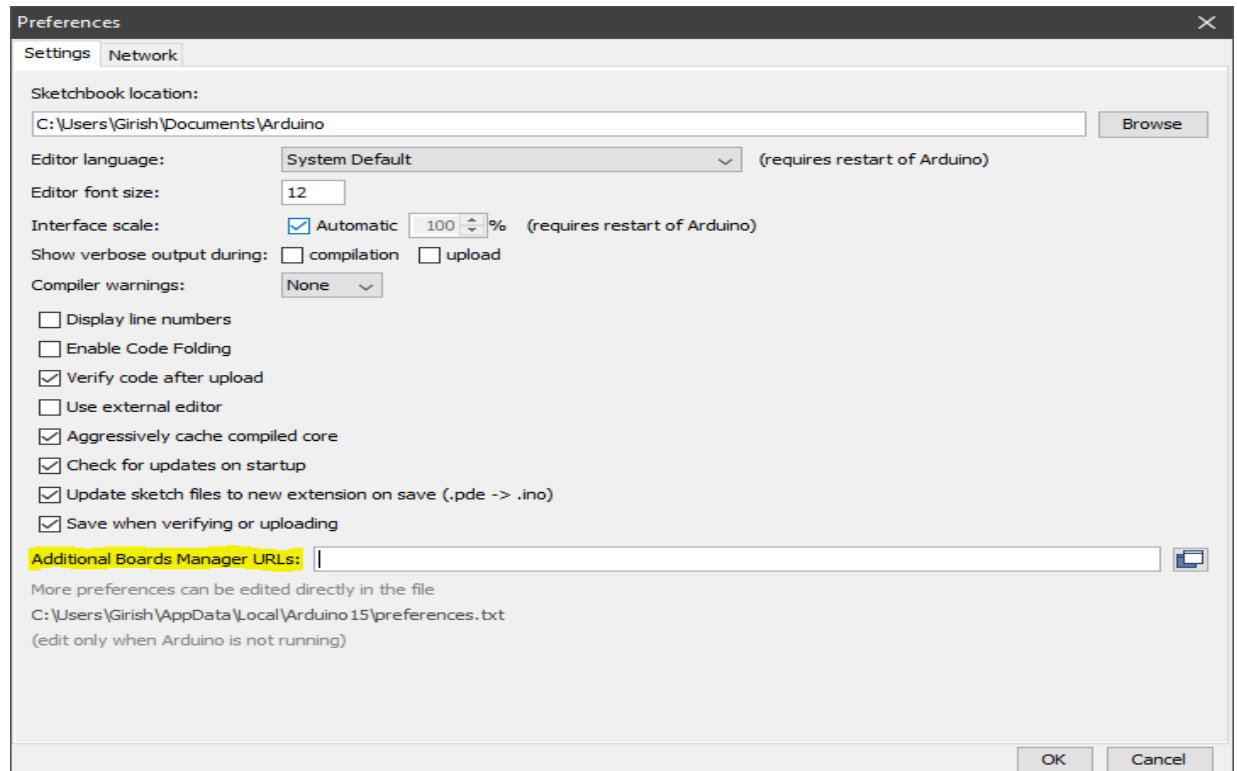 Preferences
Settings Network
Sketchbook location:
C:\Users\Girish\Documents\Arduino Browse
Editor language: System Default (requires restart of Arduino)
Editor font size: 12
Interface scale: Automatic 100 % (requires restart of Arduino)
Show verbose output during: compilation upload
Compiler warnings: None
Display line numbers
Enable Code Folding
Verify code after upload
Use external editor
Aggressively cache compiled core
Check for updates on startup
Update sketch files to new extension on save (.pde -> .ino)
Save when verifying or uploading
Additional Boards Manager URLs:
More preferences can be edited directly in the file
C:\Users\Girish\AppData\Local\Arduino15\preferences.txt
(edit only when Arduino is not running)
OK Cancel